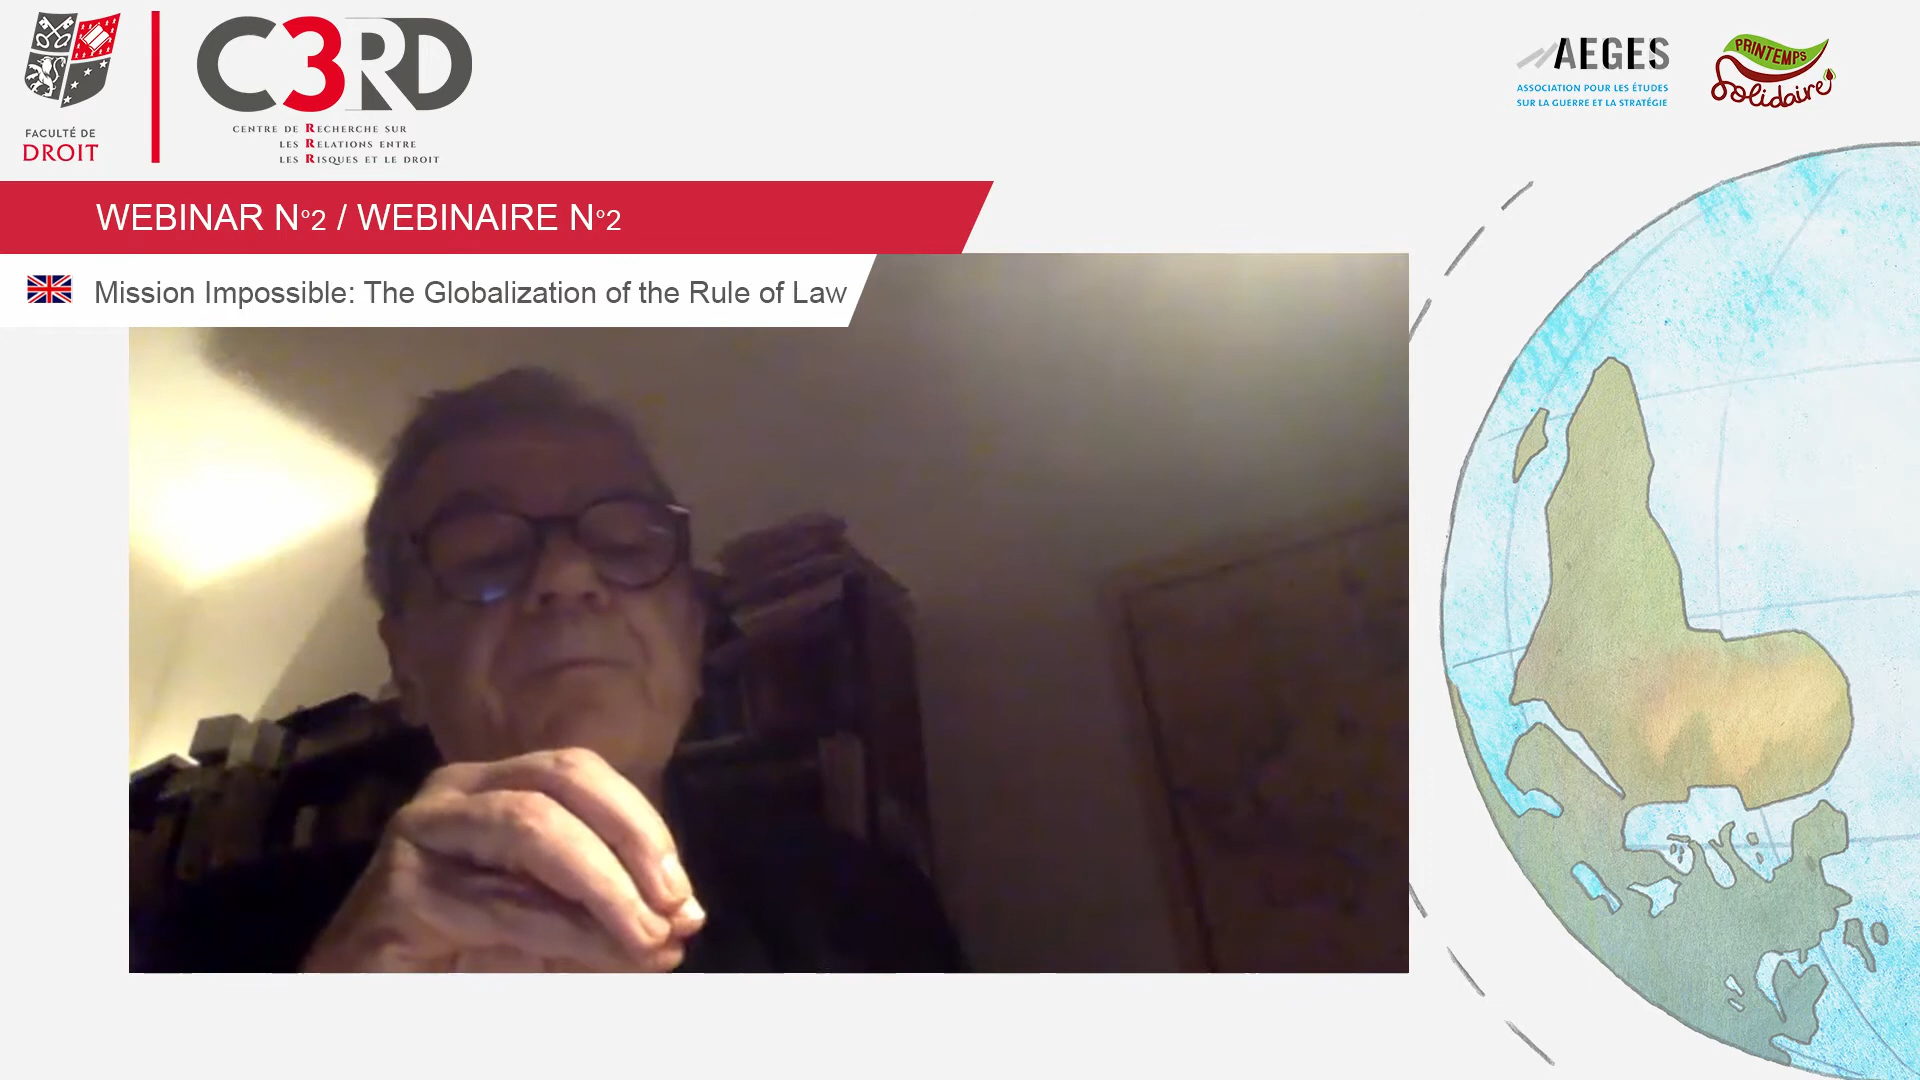 FACULTÉ DE
DROIT
C3RD
CENTRE DE RECHERCHE SUR
LES RELATIONS ENTRE
LES RISQUES ET LE DROIT
AEGES
ASSOCIATION POUR LES ÉTUDES
SUR LA GUERRE ET LA STRATÉGIE
PRINTEMPS
Solidaire
WEBINAR N°2 / WEBINAIRE N°2
Mission Impossible: The Globalization of the Rule of Law